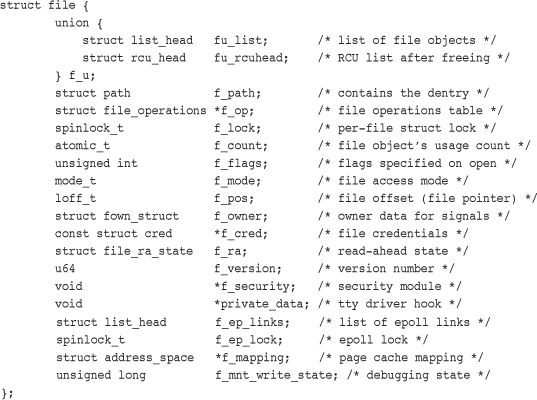 struct file {
union {
struct list_head fu_list; /* list of file objects */
struct rcu_head fu_rcuhead; /* RCU list after freeing */
} f_u;
struct path f_path; /* contains the dentry */
struct file_operations *f_op; /* file operations table */
spinlock_t f_lock; /* per-file struct lock */
atomic_t f_count; /* file object's usage count */
unsigned int f_flags; /* flags specified on open */
mode_t f_mode; /* file access mode */
loff_t f_pos; /* file offset (file pointer) */
struct fown_struct f_owner; /* owner data for signals */
const struct cred *f_cred; /* file credentials */
struct file_ra_state f_ra; /* read-ahead state */
u64 f_version; /* version number */
void *f_security; /* security module */
void *private_data; /* tty driver hook */
struct list_head f_ep_links; /* list of epoll links */
spinlock_t f_ep_lock; /* epoll lock */
struct address_space *f_mapping; /* page cache mapping */
unsigned long f_mnt_write_state; /* debugging state */
};